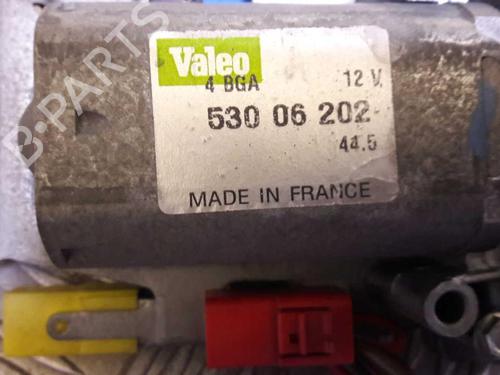 Valeo
4 BGA 12 V.
530 06 202
44.5
MADE IN FRANCE
B-PARTS